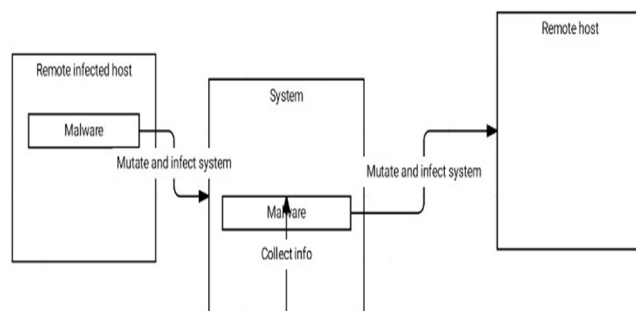 Remote infected host
Malware
Mutate and infect system
System
Malware
Collect info
Mutate and infect system
Remote host